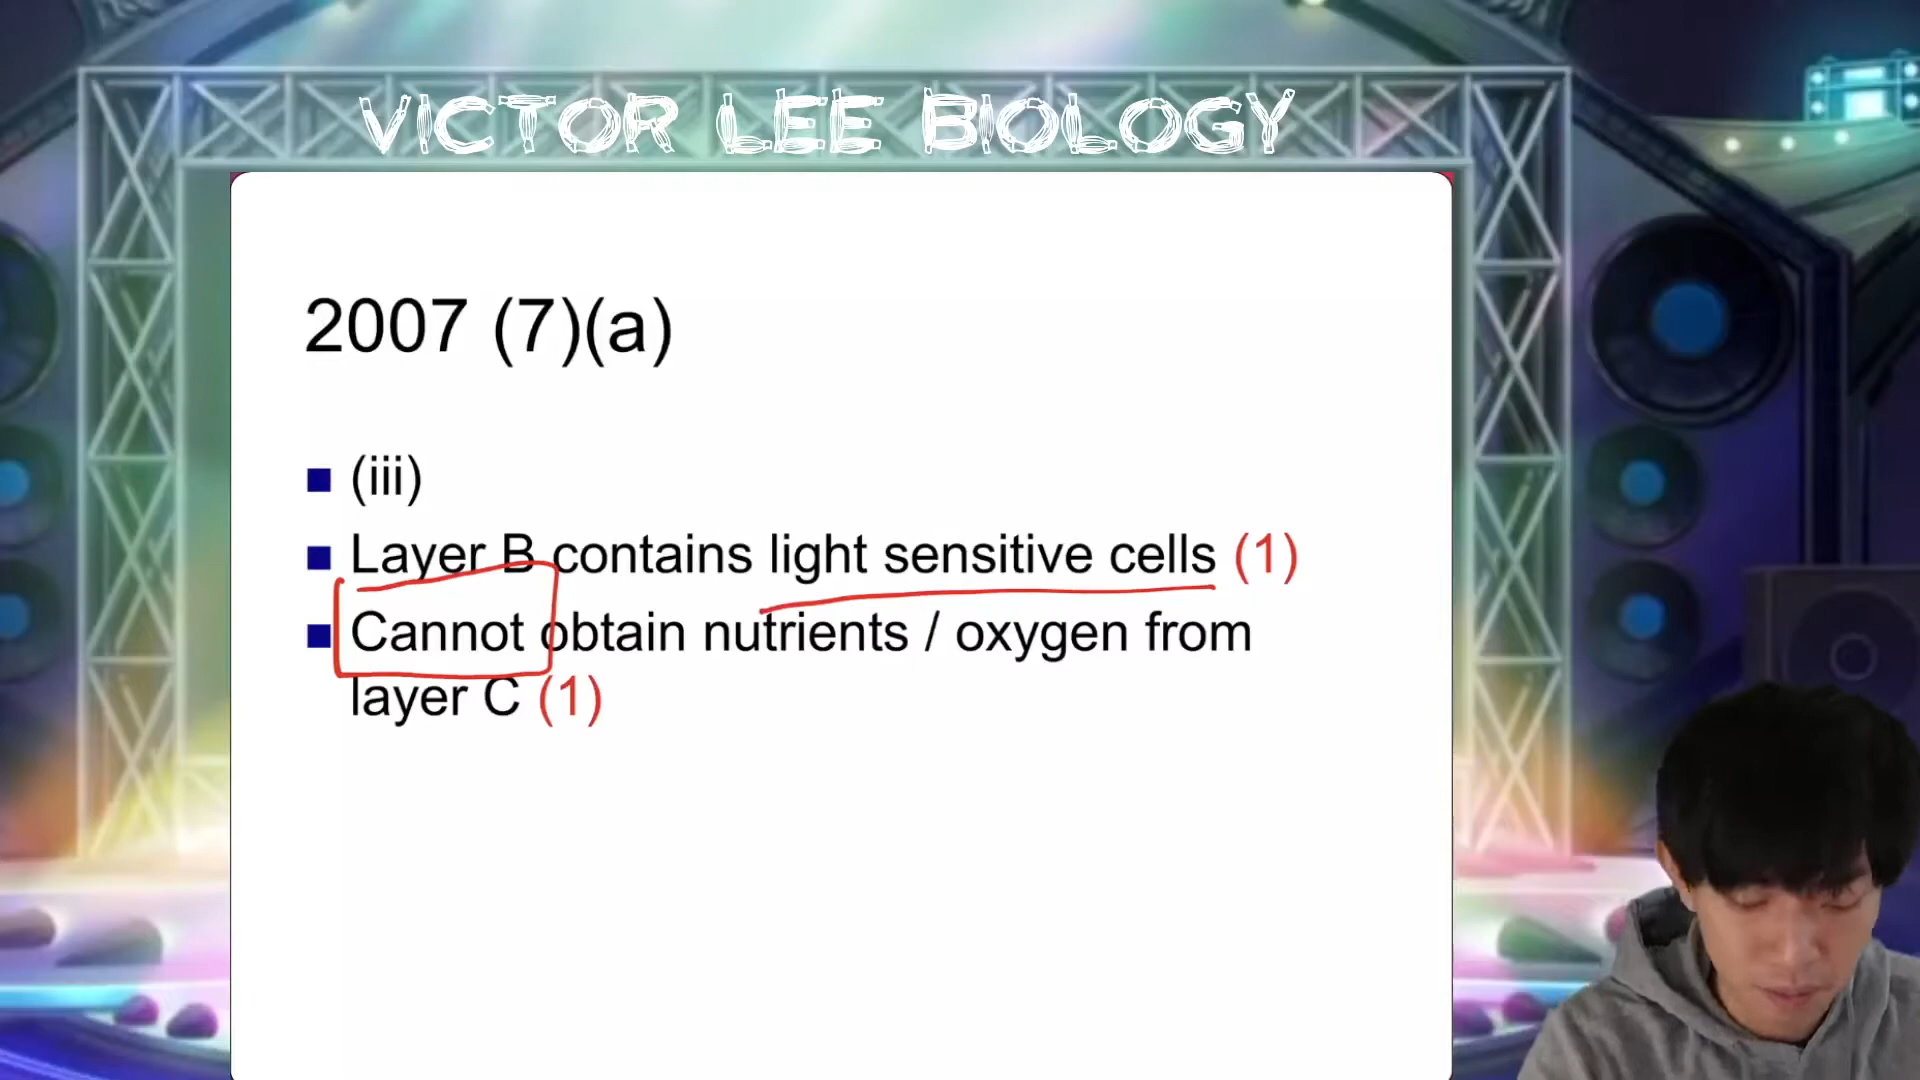 VICTOR LEE BIOLOGY
2007 (7)(a)
(iii)
Layer B contains light sensitive cells (1)
Cannot obtain nutrients / oxygen from
layer C (1)